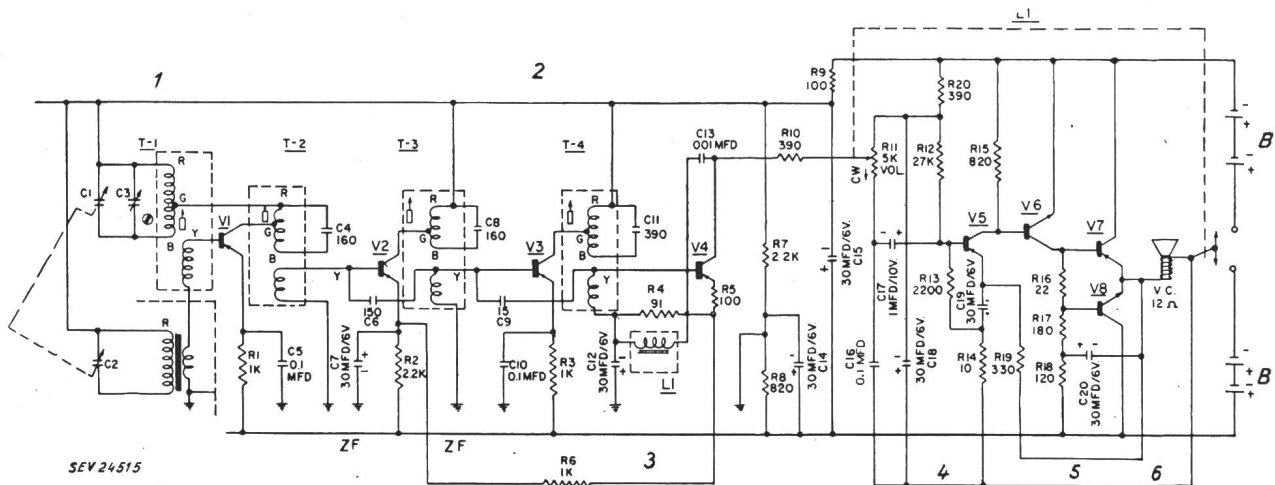 1
2
L1
R9
100
R20
390
C13
001MFD
R10
390
R11
5K
VOL.
CW
R12
27K
R15
820
B
T-1
T-2
T-3
T-4
R
R
R
R
C1
C3
G
V1
C4
160
C8
160
C11
390
V5
V6
V7
Y
G
G
G
B
B
B
B
V2
V3
V4
Y
Y
Y
150
C6
15
C9
R4
91
R5
100
R7
2.2K
30MFD/6V.
C15
C17
1MFD/10V.
R13
2200
C19
30MFD/6V
R16
22
V8
R17
180
V C.
12 Ω
C2
R
R1
1K
C5
0.1
MFD
C7
30MFD/6V
R2
2.2K
C10
0.1MFD
R3
1K
C12
30MFD/6V
L1
R8
820
30MFD/6V
C14
C16
0.1 MFD
30MFD/6V.
C18
R14
10
R19
330
R18
120
C20
30MFD/6V
B
ZF
ZF
3
4
5
6
R6
1K
SEV 24515